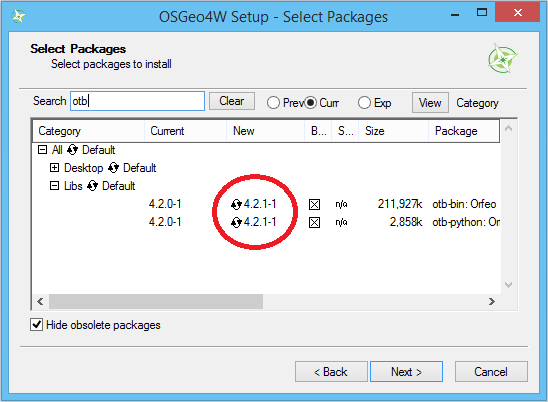 OSGeo4W Setup - Select Packages
Select Packages
Select packages to install
Search otb Clear Prev Curr Exp View Category
Category Current New B... S... Size Package
All Default
Desktop Default
Libs Default
4.2.0-1 4.2.1-1 n/a 211,927k otb-bin: Orfeo
4.2.0-1 4.2.1-1 n/a 2,858k otb-python: Or
Hide obsolete packages
< Back Next > Cancel